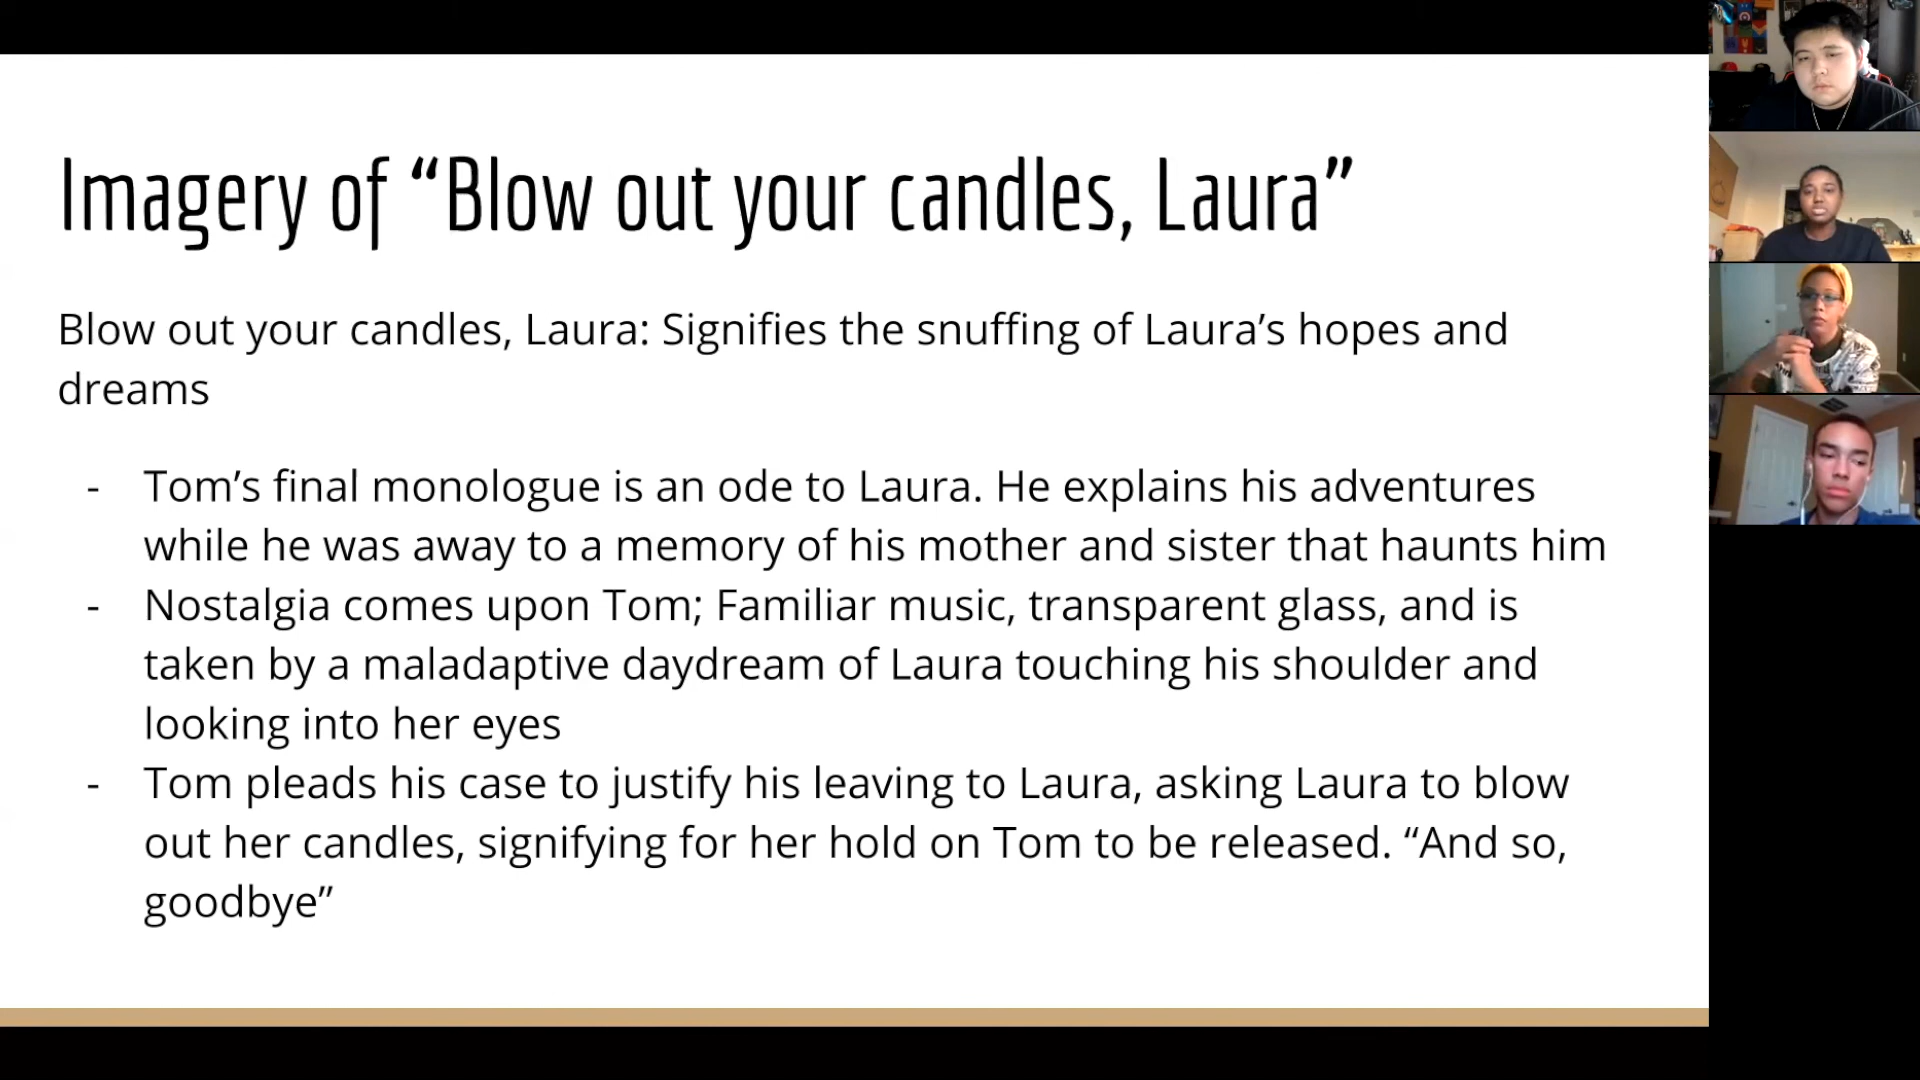 Imagery of “Blow out your candles, Laura”
Blow out your candles, Laura: Signifies the snuffing of Laura’s hopes and
dreams
- Tom’s final monologue is an ode to Laura. He explains his adventures
while he was away to a memory of his mother and sister that haunts him
- Nostalgia comes upon Tom; Familiar music, transparent glass, and is
taken by a maladaptive daydream of Laura touching his shoulder and
looking into her eyes
- Tom pleads his case to justify his leaving to Laura, asking Laura to blow
out her candles, signifying for her hold on Tom to be released. “And so,
goodbye”